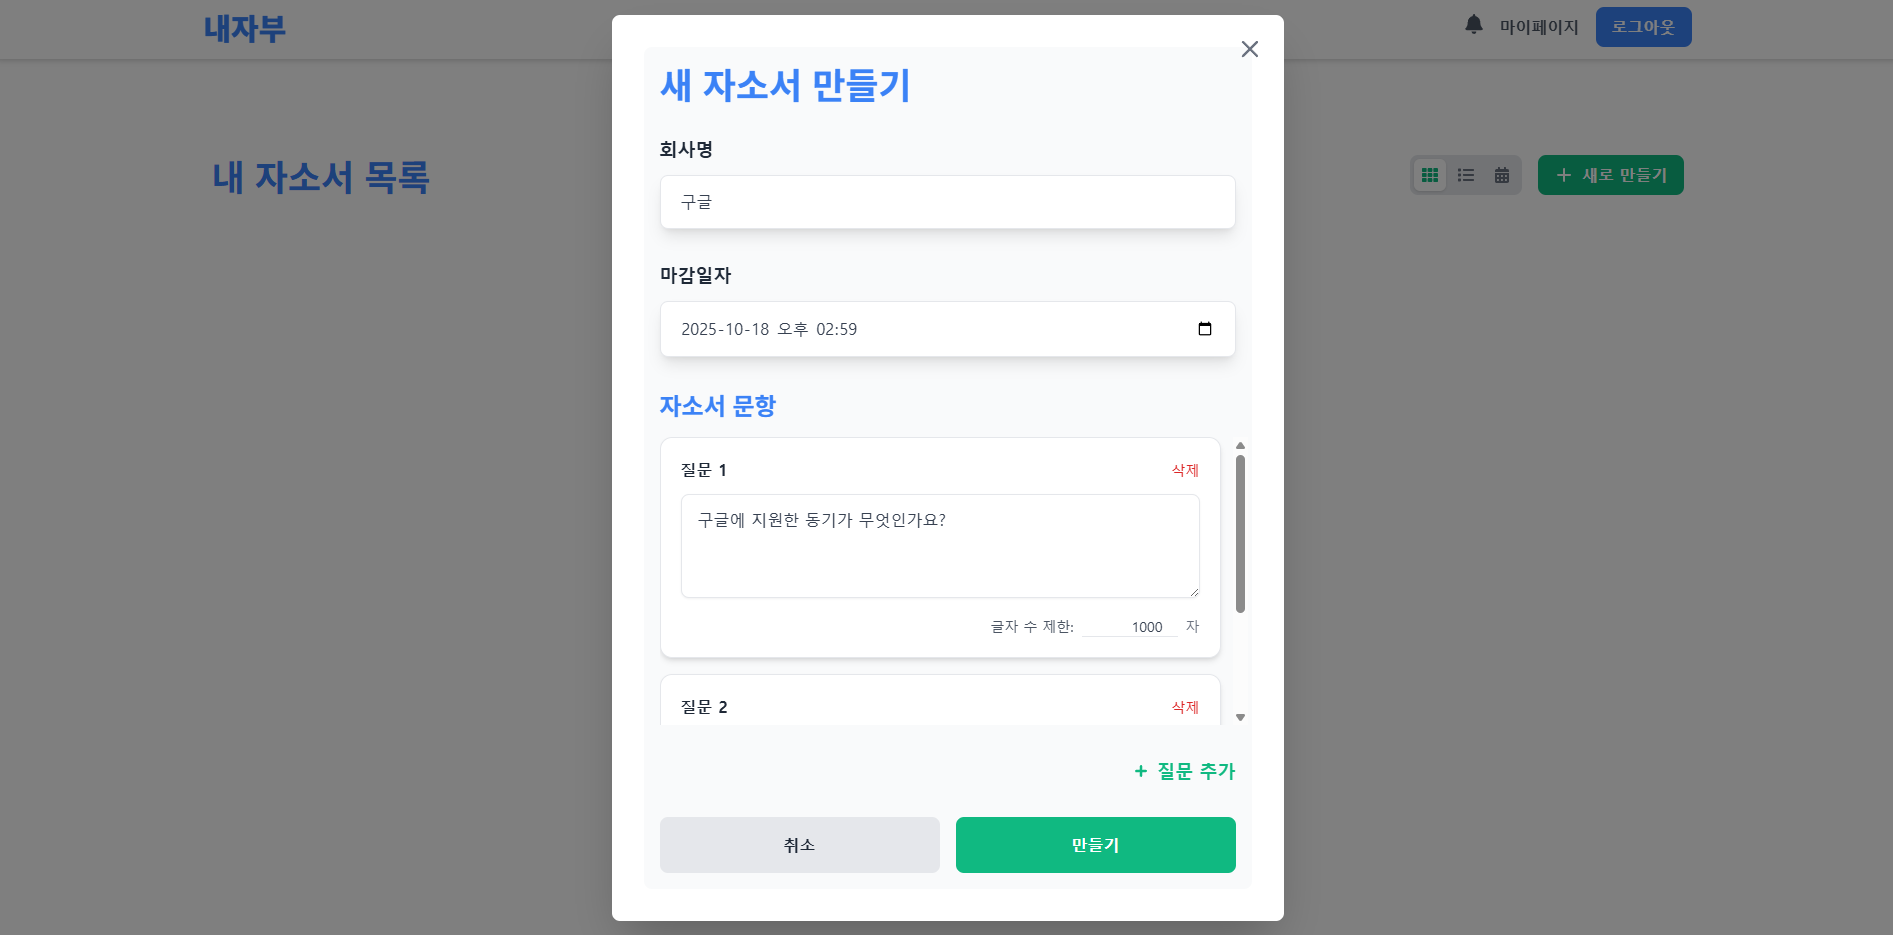 내자부
마이페이지
로그아웃
내 자소서 목록
새로 만들기
새 자소서 만들기
회사명
구글
마감일자
2025-10-18 오후 02:59
자소서 문항
질문 1
삭제
구글에 지원한 동기가 무엇인가요?
글자 수 제한: 1000 자
질문 2
삭제
+ 질문 추가
취소
만들기